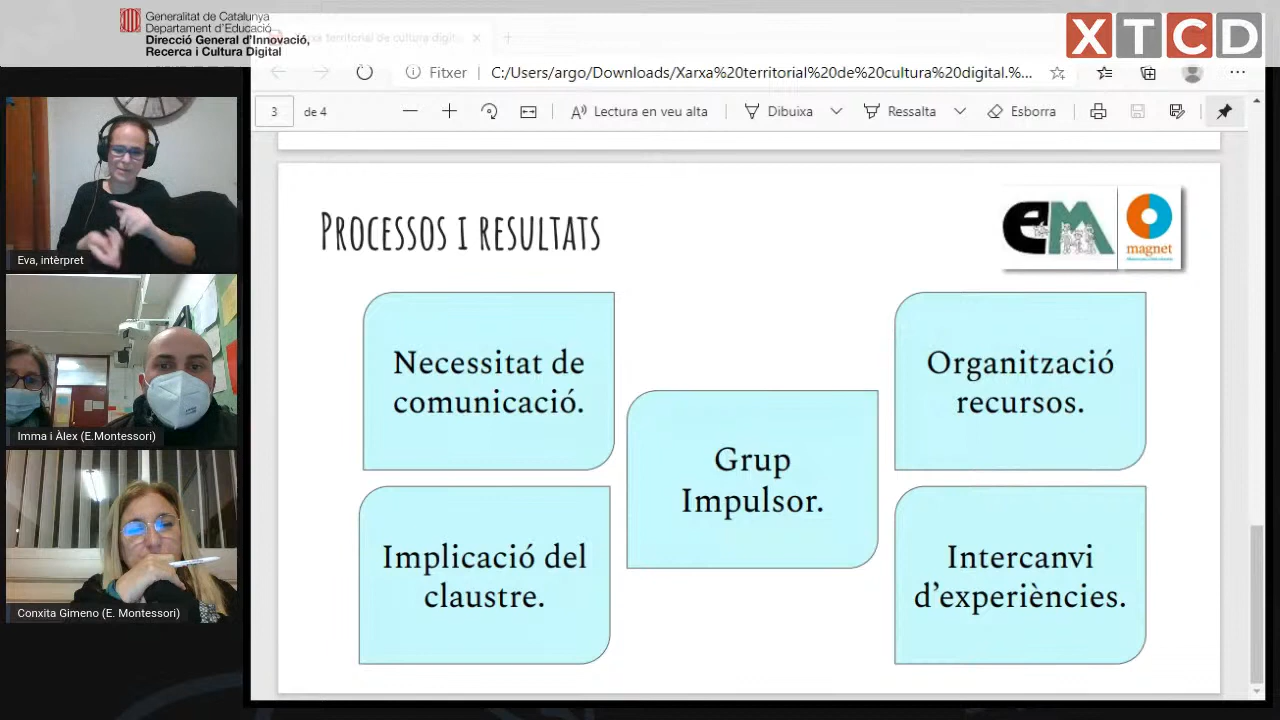 Generalitat de Catalunya
Departament d'Educació
Direcció General d'Innovació,
Recerca i Cultura Digital
XTCD
Fitxer C:/Users/argo/Downloads/Xarxa%20territorial%20de%20cultura%20digital.%...
3 de 4 Lectura en veu alta Dibuixa Ressalta Esborra
PROCESSOS I RESULTATS
eM
magnet
Necessitat de
comunicació.
Organització
recursos.
Grup
Impulsor.
Implicació del
claustre.
Intercanvi
d'experiències.
Eva, intèrpret
Imma i Àlex (E.Montessori)
Conxita Gimeno (E. Montessori)